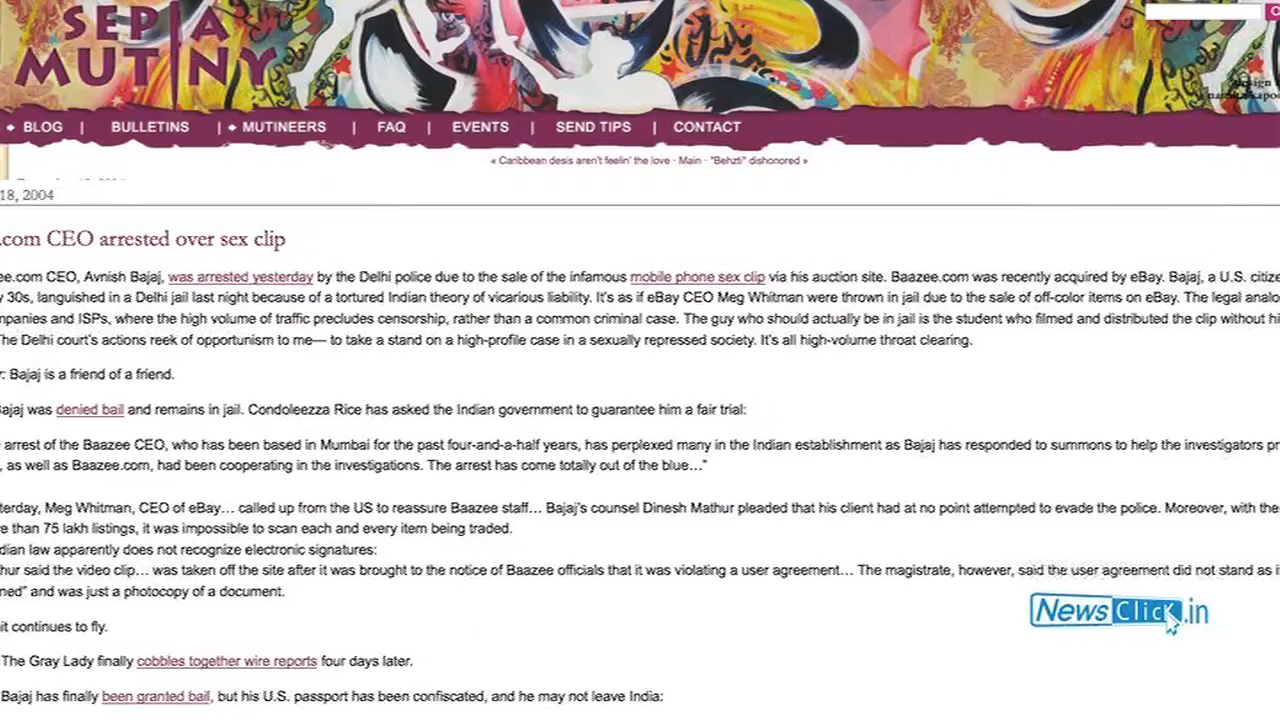 SEPIA
MUTINY
BLOG | BULLETINS | MUTINEERS | FAQ | EVENTS | SEND TIPS | CONTACT
« Caribbean desis aren't feelin' the love · Main · "Behzti" dishonored »
18, 2004
.com CEO arrested over sex clip
ee.com CEO, Avnish Bajaj, was arrested yesterday by the Delhi police due to the sale of the infamous mobile phone sex clip via his auction site. Baazee.com was recently acquired by eBay. Bajaj, a U.S. citize
y 30s, languished in a Delhi jail last night because of a tortured Indian theory of vicarious liability. It's as if eBay CEO Meg Whitman were thrown in jail due to the sale of off-color items on eBay. The legal analo
mpanies and ISPs, where the high volume of traffic precludes censorship, rather than a common criminal case. The guy who should actually be in jail is the student who filmed and distributed the clip without hi
The Delhi court's actions reek of opportunism to me— to take a stand on a high-profile case in a sexually repressed society. It's all high-volume throat clearing.
r: Bajaj is a friend of a friend.
Bajaj was denied bail and remains in jail. Condoleezza Rice has asked the Indian government to guarantee him a fair trial:
arrest of the Baazee CEO, who has been based in Mumbai for the past four-and-a-half years, has perplexed many in the Indian establishment as Bajaj has responded to summons to help the investigators pr
, as well as Baazee.com, had been cooperating in the investigations. The arrest has come totally out of the blue…"
terday, Meg Whitman, CEO of eBay… called up from the US to reassure Baazee staff… Bajaj's counsel Dinesh Mathur pleaded that his client had at no point attempted to evade the police. Moreover, with the
re than 75 lakh listings, it was impossible to scan each and every item being traded.
dian law apparently does not recognize electronic signatures:
hur said the video clip… was taken off the site after it was brought to the notice of Baazee officials that it was violating a user agreement… The magistrate, however, said the user agreement did not stand as i
ned" and was just a photocopy of a document.
NewsClick.in
it continues to fly.
The Gray Lady finally cobbles together wire reports four days later.
Bajaj has finally been granted bail, but his U.S. passport has been confiscated, and he may not leave India: